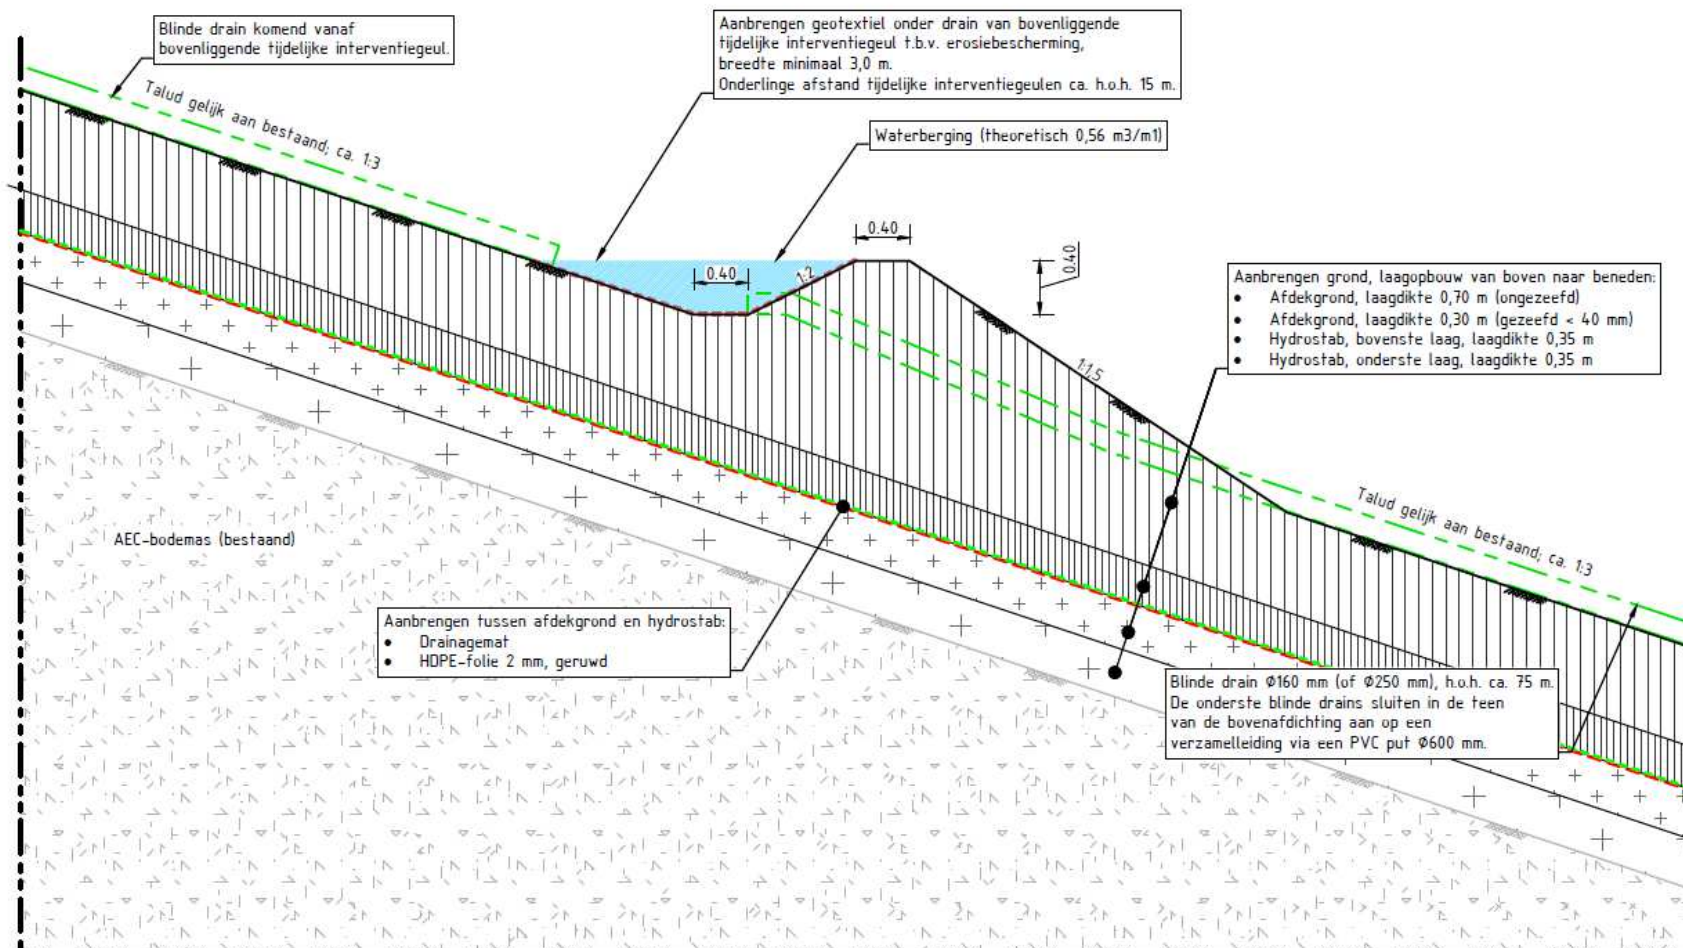 Blinde drain komend vanaf
bovenliggende tijdelijke interventiegeul.
Aanbrengen geotextiel onder drain van bovenliggende
tijdelijke interventiegeul t.b.v. erosiebescherming,
breedte minimaal 3,0 m.
Onderlinge afstand tijdelijke interventiegeulen ca. h.o.h. 15 m.
Talud gelijk aan bestaand; ca. 1:3
Waterberging (theoretisch 0,56 m3/m1)
0.40
0.40
1:2
0.40
Aanbrengen grond, laagopbouw van boven naar beneden:
• Afdekgrond, laagdikte 0,70 m (ongezeefd)
• Afdekgrond, laagdikte 0,30 m (gezeefd < 40 mm)
• Hydrostab, bovenste laag, laagdikte 0,35 m
• Hydrostab, onderste laag, laagdikte 0,35 m
1:1,5
Talud gelijk aan bestaand; ca. 1:3
AEC-bodemas (bestaand)
Aanbrengen tussen afdekgrond en hydrostab:
• Drainagemat
• HDPE-folie 2 mm, geruwd
Blinde drain Ø160 mm (of Ø250 mm), h.o.h. ca. 75 m.
De onderste blinde drains sluiten in de teen
van de bovenafdichting aan op een
verzamelleiding via een PVC put Ø600 mm.